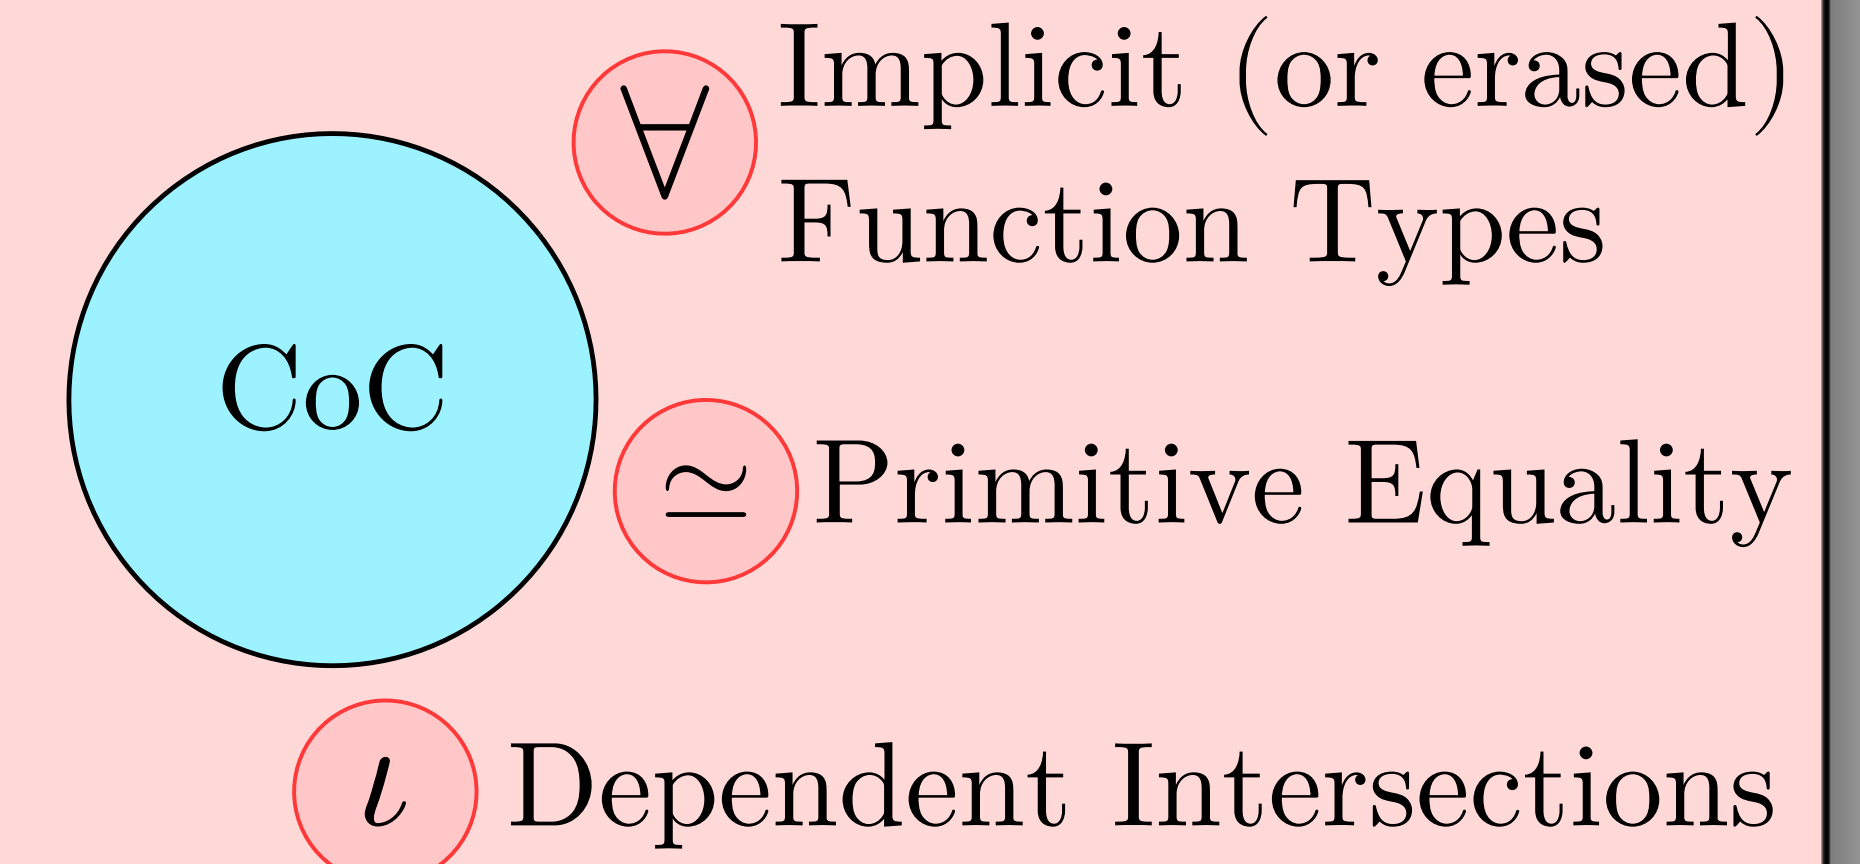 ∀ Implicit (or erased)
Function Types
CoC
≃ Primitive Equality
ι Dependent Intersections